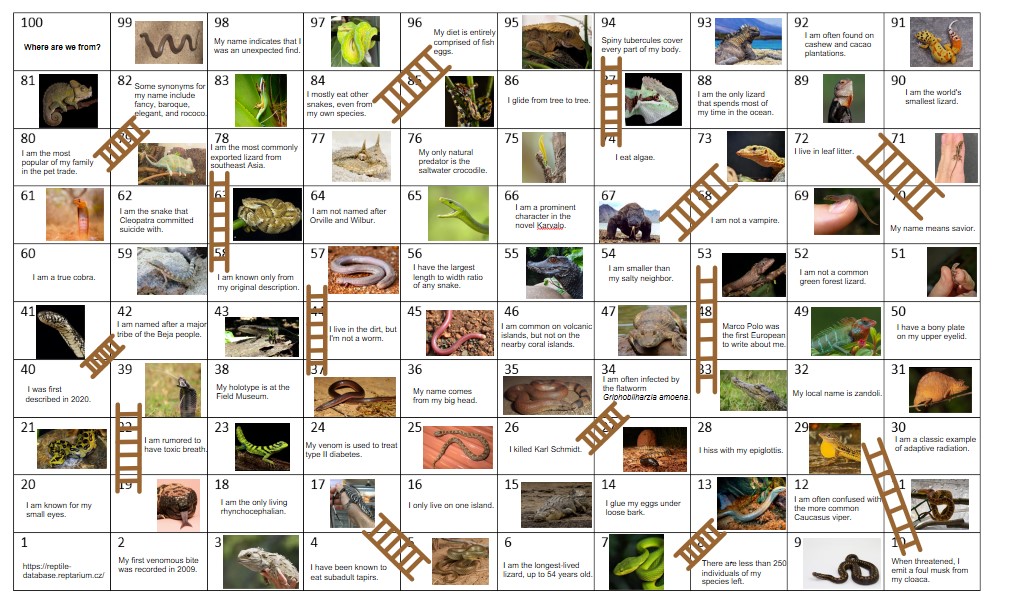 100
Where are we from?
99
98
My name indicates that I
was an unexpected find.
97
96
My diet is entirely
comprised of fish
eggs.
95
94
Spiny tubercules cover
every part of my body.
93
92
I am often found on
cashew and cacao
plantations.
91
81
82
Some synonyms for
my name include
fancy, baroque,
elegant, and rococo.
83
84
I mostly eat other
snakes, even from
my own species.
85
86
I glide from tree to tree.
87
88
I am the only lizard
that spends most of
my time in the ocean.
89
90
I am the world's
smallest lizard.
80
I am the most
popular of my family
in the pet trade.
79
78
I am the most commonly
exported lizard from
southeast Asia.
77
76
My only natural
predator is the
saltwater crocodile.
75
I eat algae.
73
72
I live in leaf litter.
71
61
62
I am the snake that
Cleopatra committed
suicide with.
63
64
I am not named after
Orville and Wilbur.
65
66
I am a prominent
character in the
novel Karvalo.
67
68
I am not a vampire.
69
70
My name means savior.
60
I am a true cobra.
59
58
I am known only from
my original description.
57
56
I have the largest
length to width ratio
of any snake.
55
54
I am smaller than
my salty neighbor.
53
52
I am not a common
green forest lizard.
51
41
42
I am named after a major
tribe of the Beja people.
43
44
I live in the dirt, but
I'm not a worm.
45
46
I am common on volcanic
islands, but not on
the nearby coral islands.
47
48
Marco Polo was
the first European
to write about me.
49
50
I have a bony plate
on my upper eyelid.
40
I was first
described in 2020.
39
38
My holotype is at the
Field Museum.
37
36
My name comes
from my big head.
35
34
I am often infected by
the flatworm
Griphobilharzia amoena.
33
32
My local name is zandoli.
31
21
22
I am rumored to
have toxic breath.
23
24
My venom is used to treat
type II diabetes.
25
26
I killed Karl Schmidt.
27
28
I hiss with my epiglottis.
29
30
I am a classic example
of adaptive radiation.
20
I am known for my
small eyes.
19
18
I am the only living
rhynchocephalian.
17
16
I only live on one island.
15
14
I glue my eggs under
loose bark.
13
12
I am often confused with
the more common
Caucasus viper.
11
1
https://reptile-
database.reptarium.cz/
2
My first venomous bite
was recorded in 2009.
3
4
I have been known to
eat subadult tapirs.
5
6
I am the longest-lived
lizard, up to 54 years old.
7
8
There are less than 250
individuals of my
species left.
9
10
When threatened, I
emit a foul musk from
my cloaca.